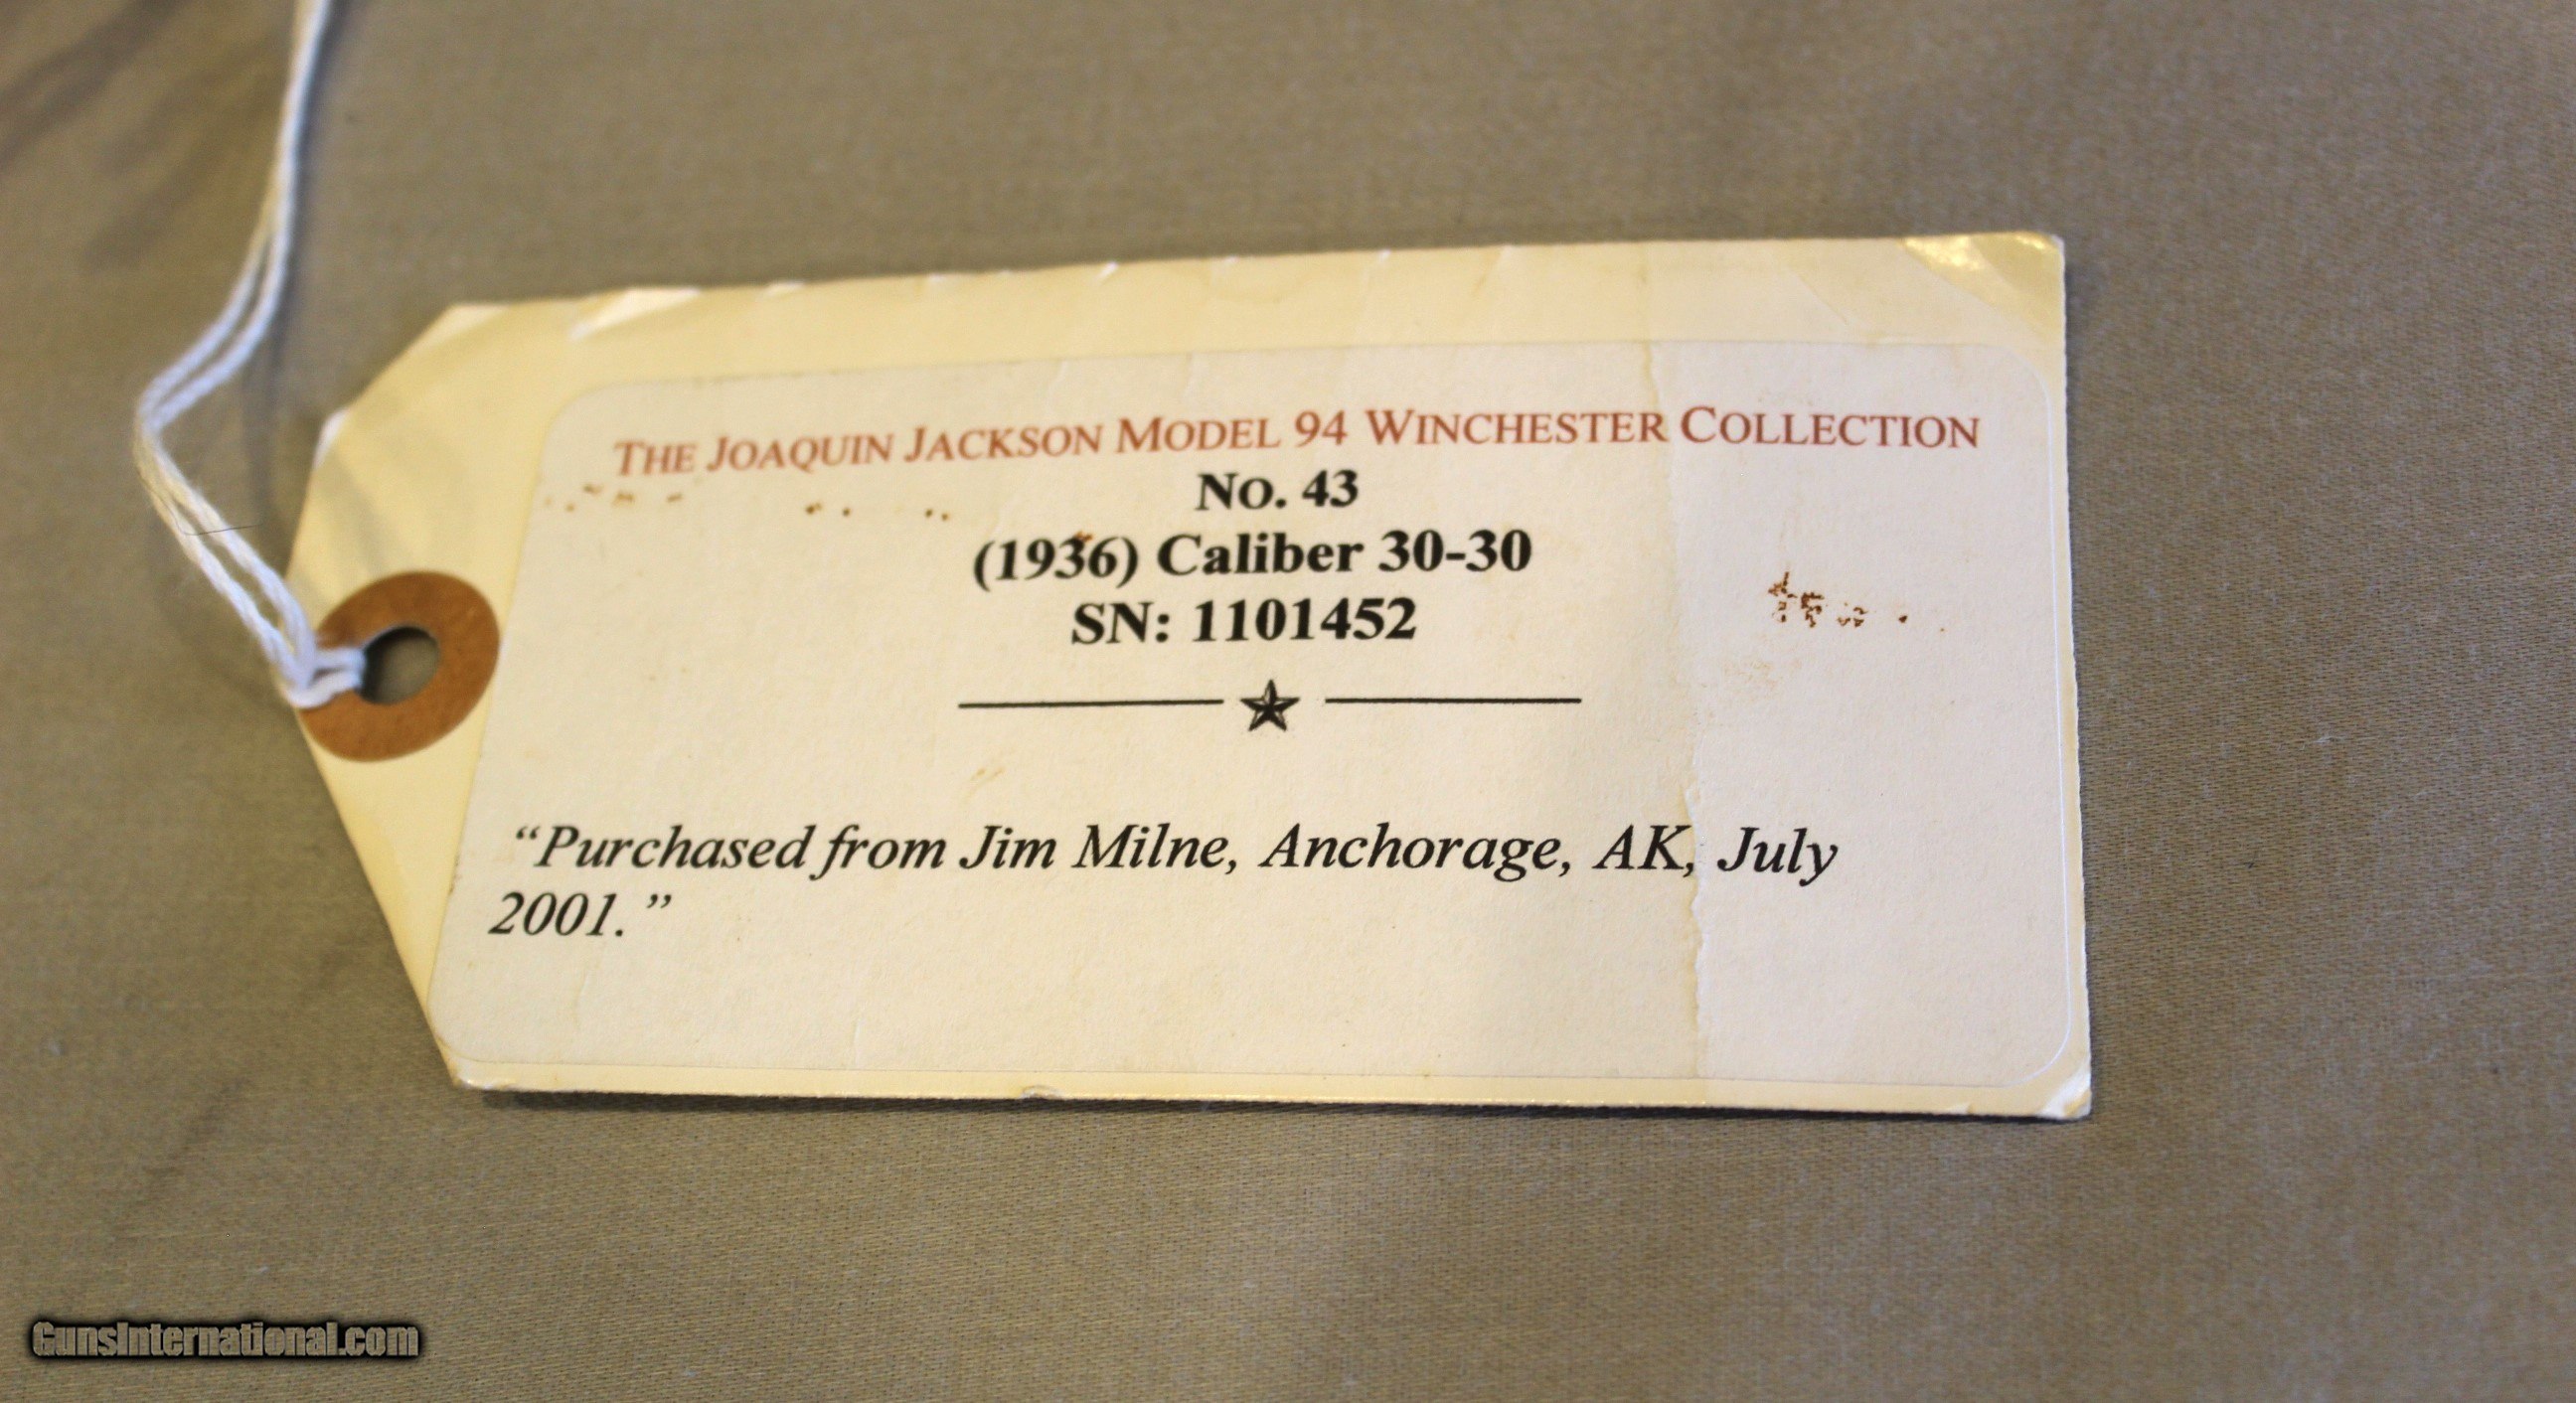 THE JOAQUIN JACKSON MODEL 94 WINCHESTER COLLECTION
NO. 43
(1936) Caliber 30-30
SN: 1101452
“Purchased from Jim Milne, Anchorage, AK, July
2001.”
GunsInternational.com